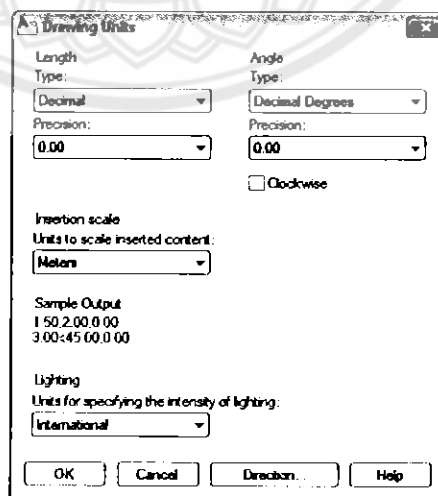 Drawing Units
Length
Type:
Decimal
Precision:
0.00
Angle
Type:
Decimal Degrees
Precision:
0.00
Clockwise
Insertion scale
Units to scale inserted content:
Meters
Sample Output
1.50,2.00,0.00
3.00<45.00,0.00
Lighting
Units for specifying the intensity of lighting:
International
OK
Cancel
Direction...
Help